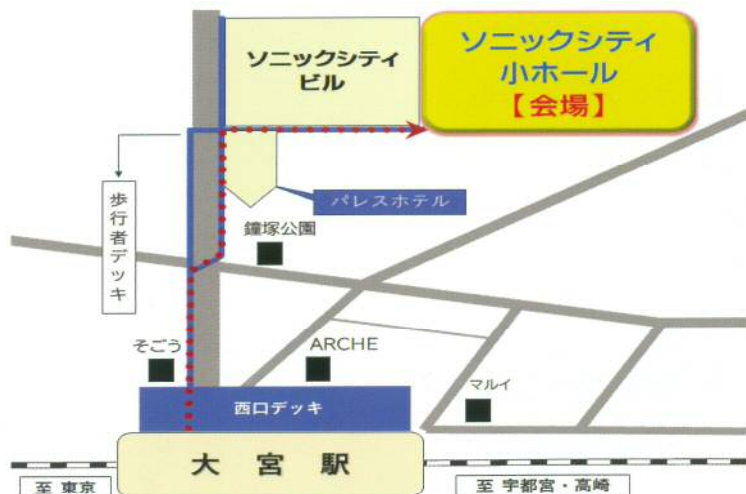 ソニックシティ
ビル
ソニックシティ
小ホール
【会場】
歩行者デッキ
パレスホテル
鐘塚公園
そごう
ARCHE
マルイ
西口デッキ
大宮駅
至 東京
至 宇都宮・高崎